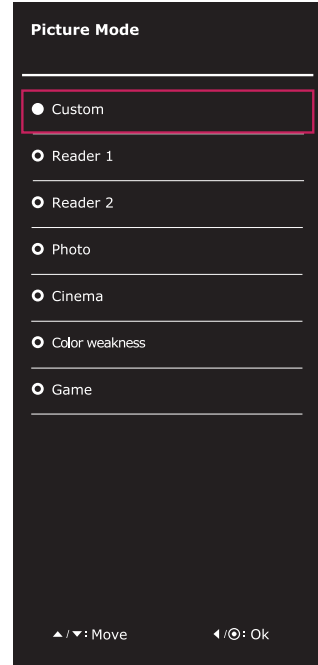 Picture Mode
Custom
Reader 1
Reader 2
Photo
Cinema
Color weakness
Game
▲/▼: Move ◀/◉: Ok